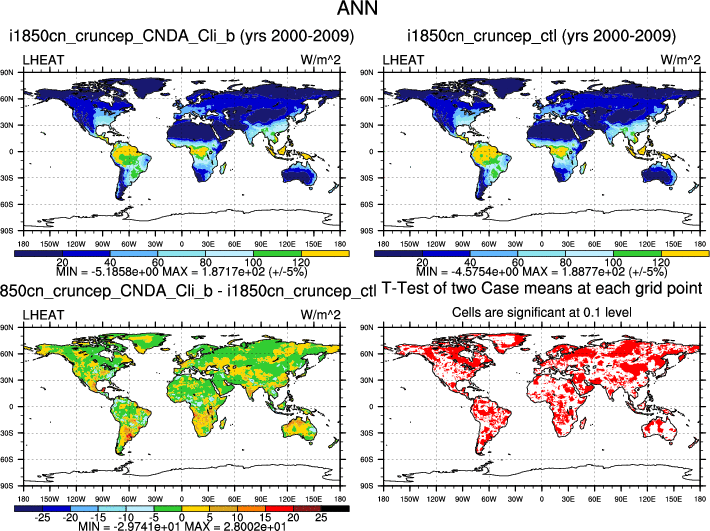 ANN
i1850cn_cruncep_CNDA_Cli_b (yrs 2000-2009)
LHEAT W/m^2
90N
60N
30N
0
30S
60S
90S
180 150W 120W 90W 60W 30W 0 30E 60E 90E 120E 150E 180
20 40 60 80 100 120
MIN = -5.1858e+00 MAX = 1.8717e+02 (+/-5%)
i1850cn_cruncep_ctl (yrs 2000-2009)
LHEAT W/m^2
90N
60N
30N
0
30S
60S
90S
180 150W 120W 90W 60W 30W 0 30E 60E 90E 120E 150E 180
20 40 60 80 100 120
MIN = -4.5754e+00 MAX = 1.8877e+02 (+/-5%)
850cn_cruncep_CNDA_Cli_b - i1850cn_cruncep_ctl
LHEAT W/m^2
90N
60N
30N
0
30S
60S
90S
180 150W 120W 90W 60W 30W 0 30E 60E 90E 120E 150E 180
-25 -20 -15 -10 -5 0 5 10 15 20 25
MIN = -2.9741e+01 MAX = 2.8002e+01
T-Test of two Case means at each grid point
Cells are significant at 0.1 level
90N
60N
30N
0
30S
60S
90S
180 150W 120W 90W 60W 30W 0 30E 60E 90E 120E 150E 180